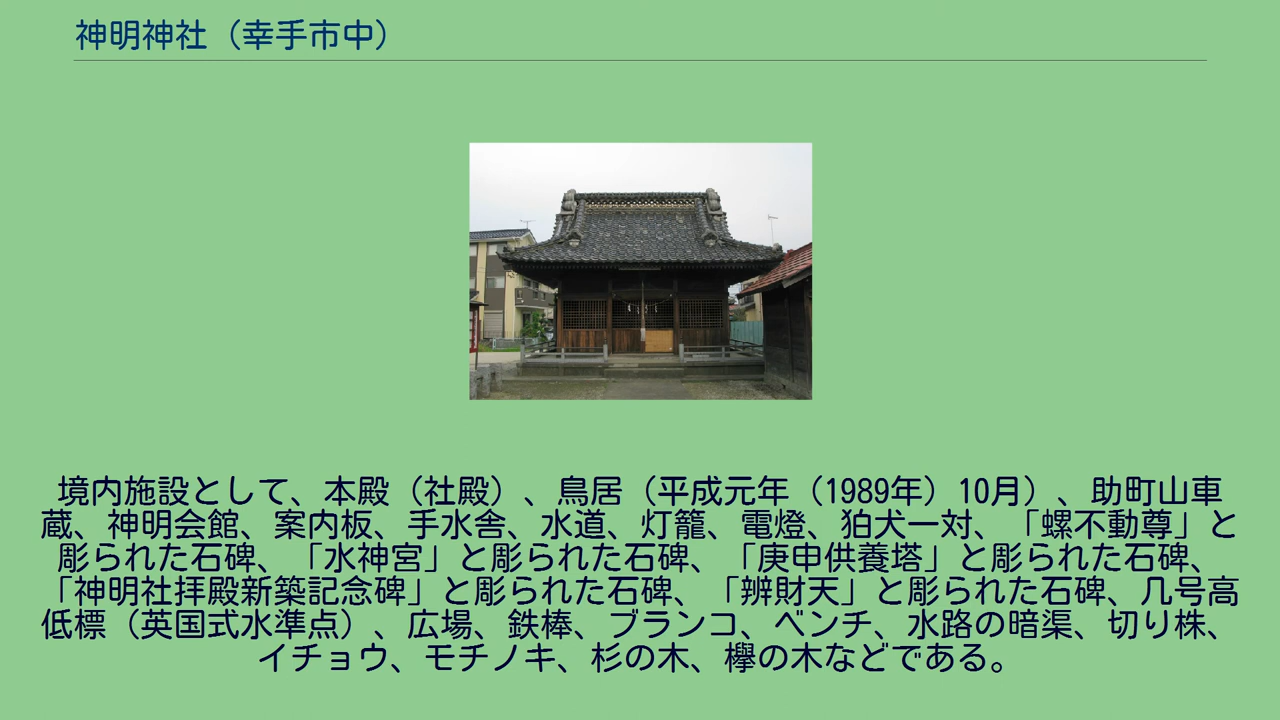 神明神社（幸手市中）
境内施設として、本殿（社殿）、鳥居（平成元年（1989年）10月）、助町山車
蔵、神明会館、案内板、手水舎、水道、灯籠、電燈、狛犬一対、「螺不動尊」と
彫られた石碑、「水神宮」と彫られた石碑、「庚申供養塔」と彫られた石碑、
「神明社拝殿新築記念碑」と彫られた石碑、「辨財天」と彫られた石碑、几号高
低標（英国式水準点）、広場、鉄棒、ブランコ、ベンチ、水路の暗渠、切り株、
イチョウ、モチノキ、杉の木、欅の木などである。